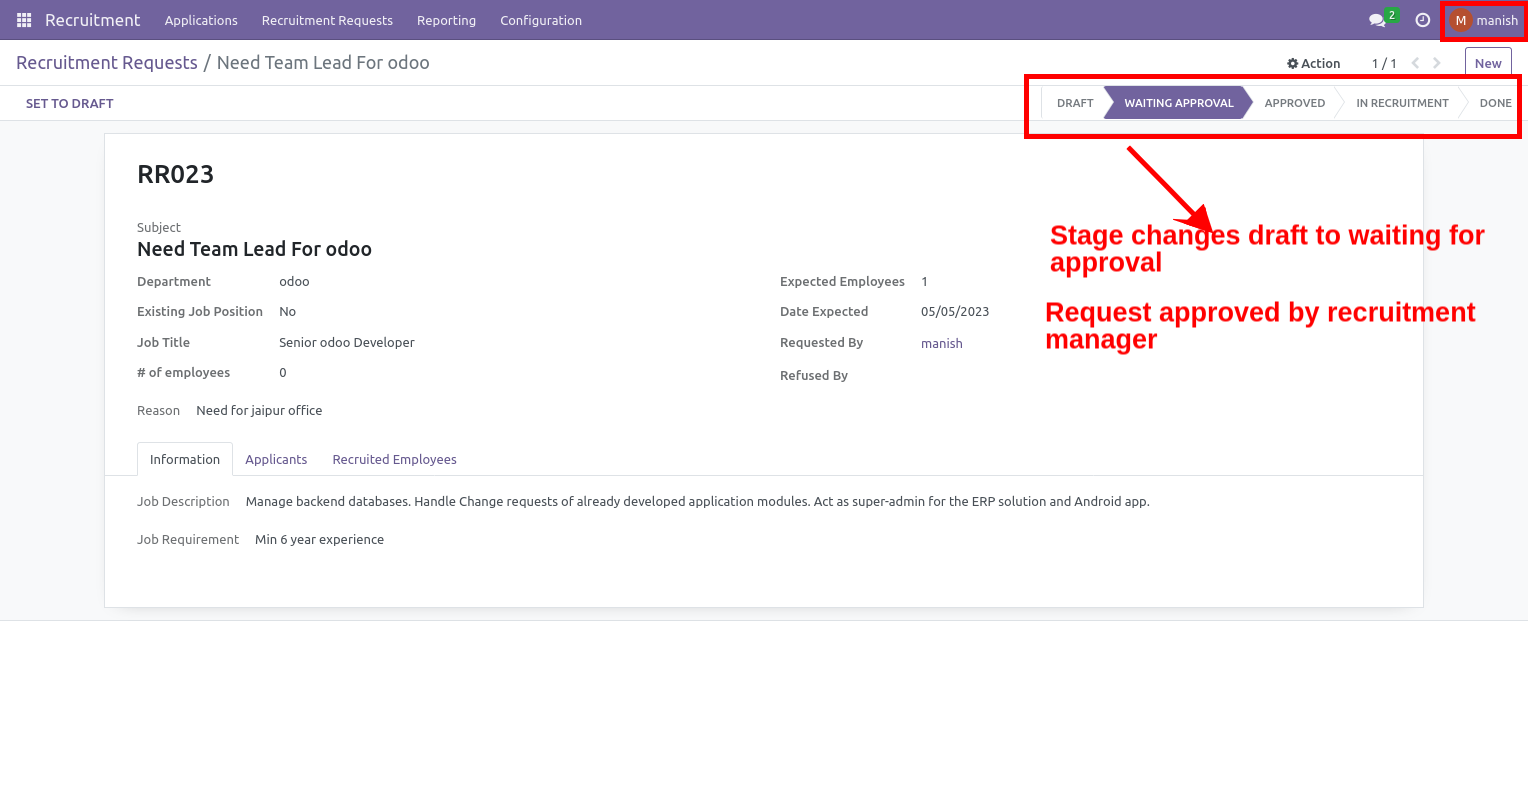 Recruitment Applications Recruitment Requests Reporting Configuration 2 M manish
Recruitment Requests / Need Team Lead For odoo Action 1 / 1 New
SET TO DRAFT DRAFT WAITING APPROVAL APPROVED IN RECRUITMENT DONE
RR023
Subject
Need Team Lead For odoo
Department odoo
Existing Job Position No
Job Title Senior odoo Developer
# of employees 0
Expected Employees 1
Date Expected 05/05/2023
Requested By manish
Refused By
Stage changes draft to waiting for
approval
Request approved by recruitment
manager
Reason Need for jaipur office
Information Applicants Recruited Employees
Job Description Manage backend databases. Handle Change requests of already developed application modules. Act as super-admin for the ERP solution and Android app.
Job Requirement Min 6 year experience